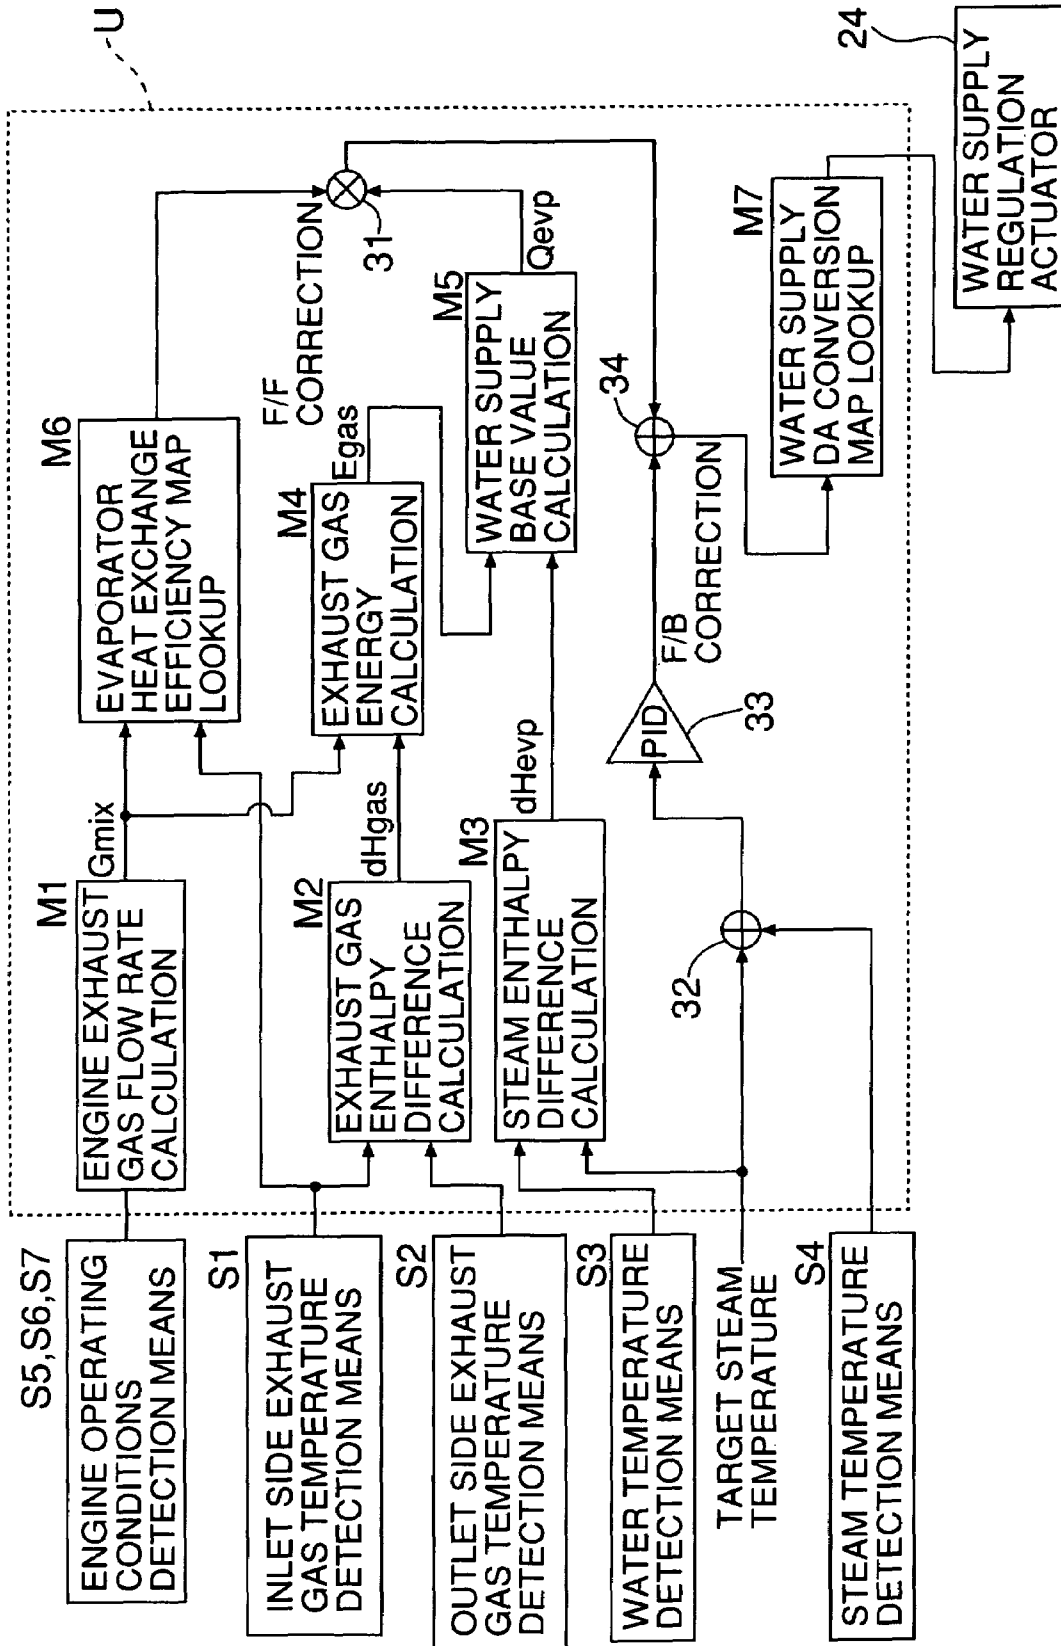 S5,S6,S7
ENGINE OPERATING
CONDITIONS
DETECTION MEANS
S1
INLET SIDE EXHAUST
GAS TEMPERATURE
DETECTION MEANS
S2
OUTLET SIDE EXHAUST
GAS TEMPERATURE
DETECTION MEANS
S3
WATER TEMPERATURE
DETECTION MEANS
TARGET STEAM
TEMPERATURE
S4
STEAM TEMPERATURE
DETECTION MEANS
M1
ENGINE EXHAUST
GAS FLOW RATE
CALCULATION
Gmix
M2
EXHAUST GAS
ENTHALPY
DIFFERENCE
CALCULATION
dHgas
M3
STEAM ENTHALPY
DIFFERENCE
CALCULATION
dHevp
32
PID
33
F/B
CORRECTION
M6
EVAPORATOR
HEAT EXCHANGE
EFFICIENCY MAP
LOOKUP
M4
EXHAUST GAS
ENERGY
CALCULATION
Egas
F/F
CORRECTION
31
M5
WATER SUPPLY
BASE VALUE
CALCULATION
Qevp
34
M7
WATER SUPPLY
DA CONVERSION
MAP LOOKUP
U
24
WATER SUPPLY
REGULATION
ACTUATOR